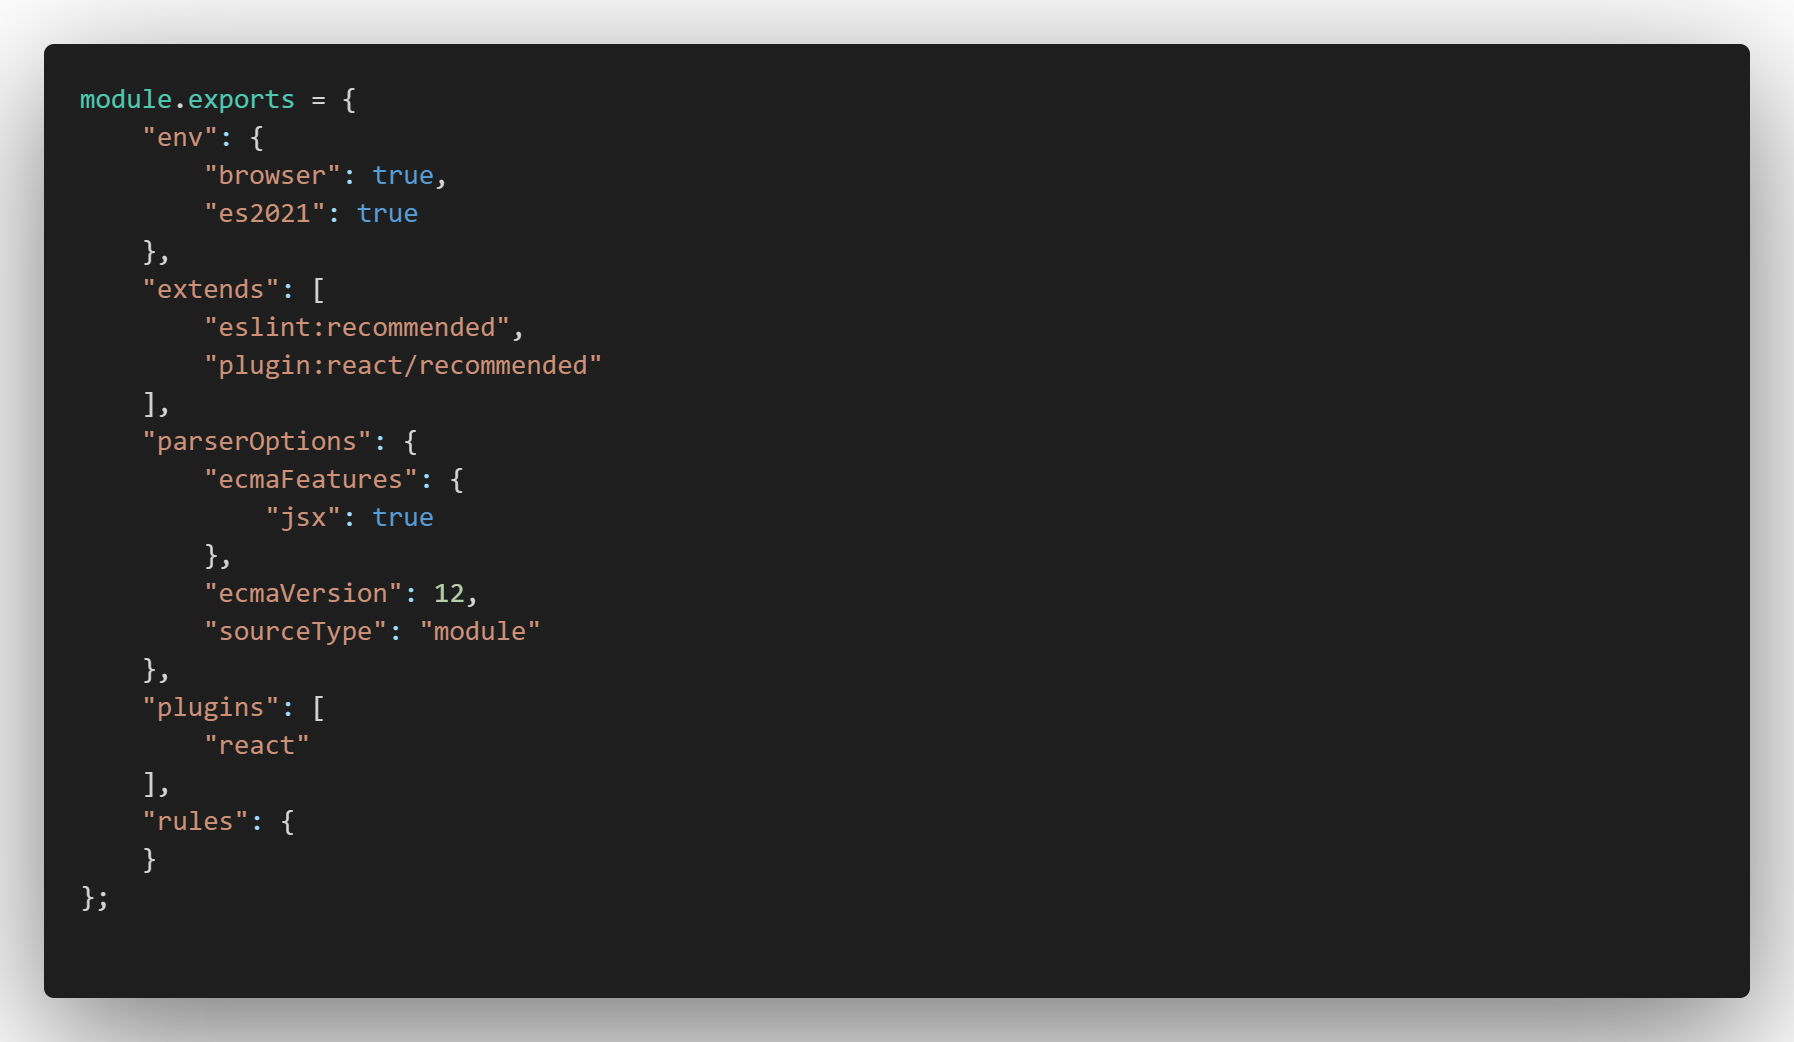 module.exports = {
    "env": {
        "browser": true,
        "es2021": true
    },
    "extends": [
        "eslint:recommended",
        "plugin:react/recommended"
    ],
    "parserOptions": {
        "ecmaFeatures": {
            "jsx": true
        },
        "ecmaVersion": 12,
        "sourceType": "module"
    },
    "plugins": [
        "react"
    ],
    "rules": {
    }
};